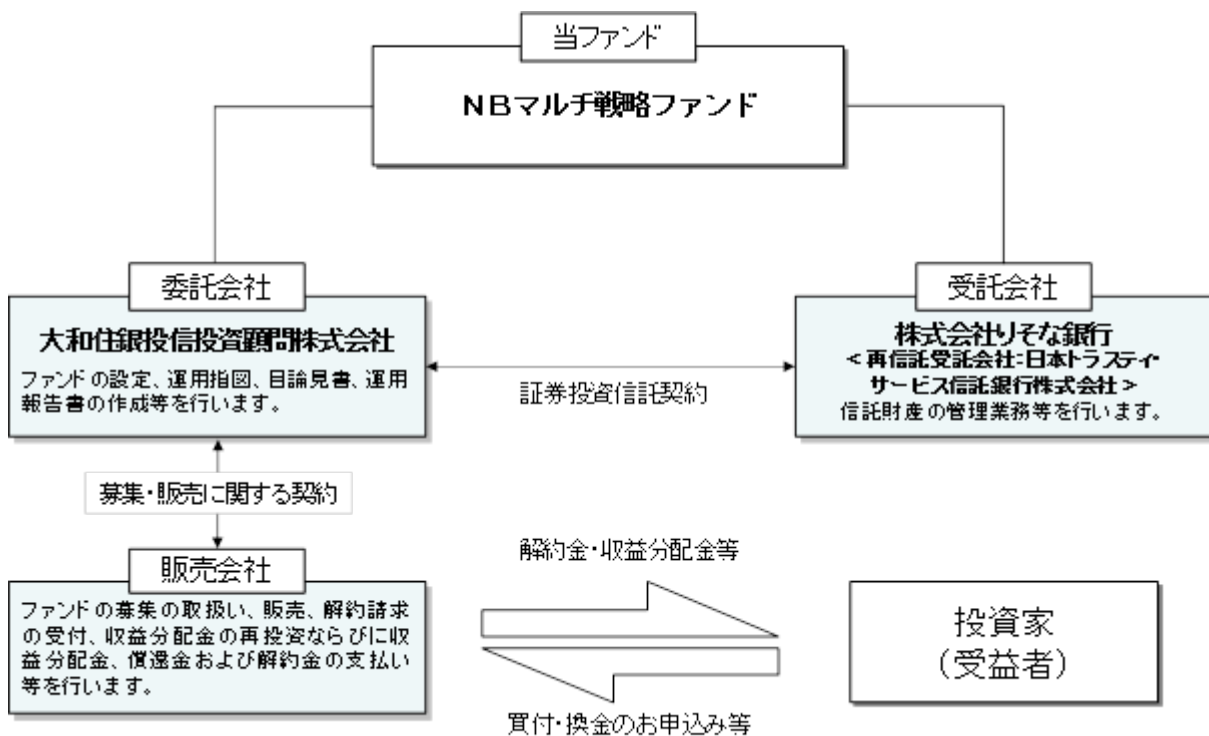 当ファンド
NBマルチ戦略ファンド
委託会社
大和住銀投信投資顧問株式会社
ファンドの設定、運用指図、目論見書、運用
報告書の作成等を行います。
受託会社
株式会社りそな銀行
<再信託受託会社:日本トラスティ・
サービス信託銀行株式会社>
信託財産の管理業務等を行います。
証券投資信託契約
募集・販売に関する契約
販売会社
ファンドの募集の取扱い、販売、解約請求
の受付、収益分配金の再投資ならびに収
益分配金、償還金および解約金の支払い
等を行います。
解約金・収益分配金等
買付・換金のお申込み等
投資家
(受益者)